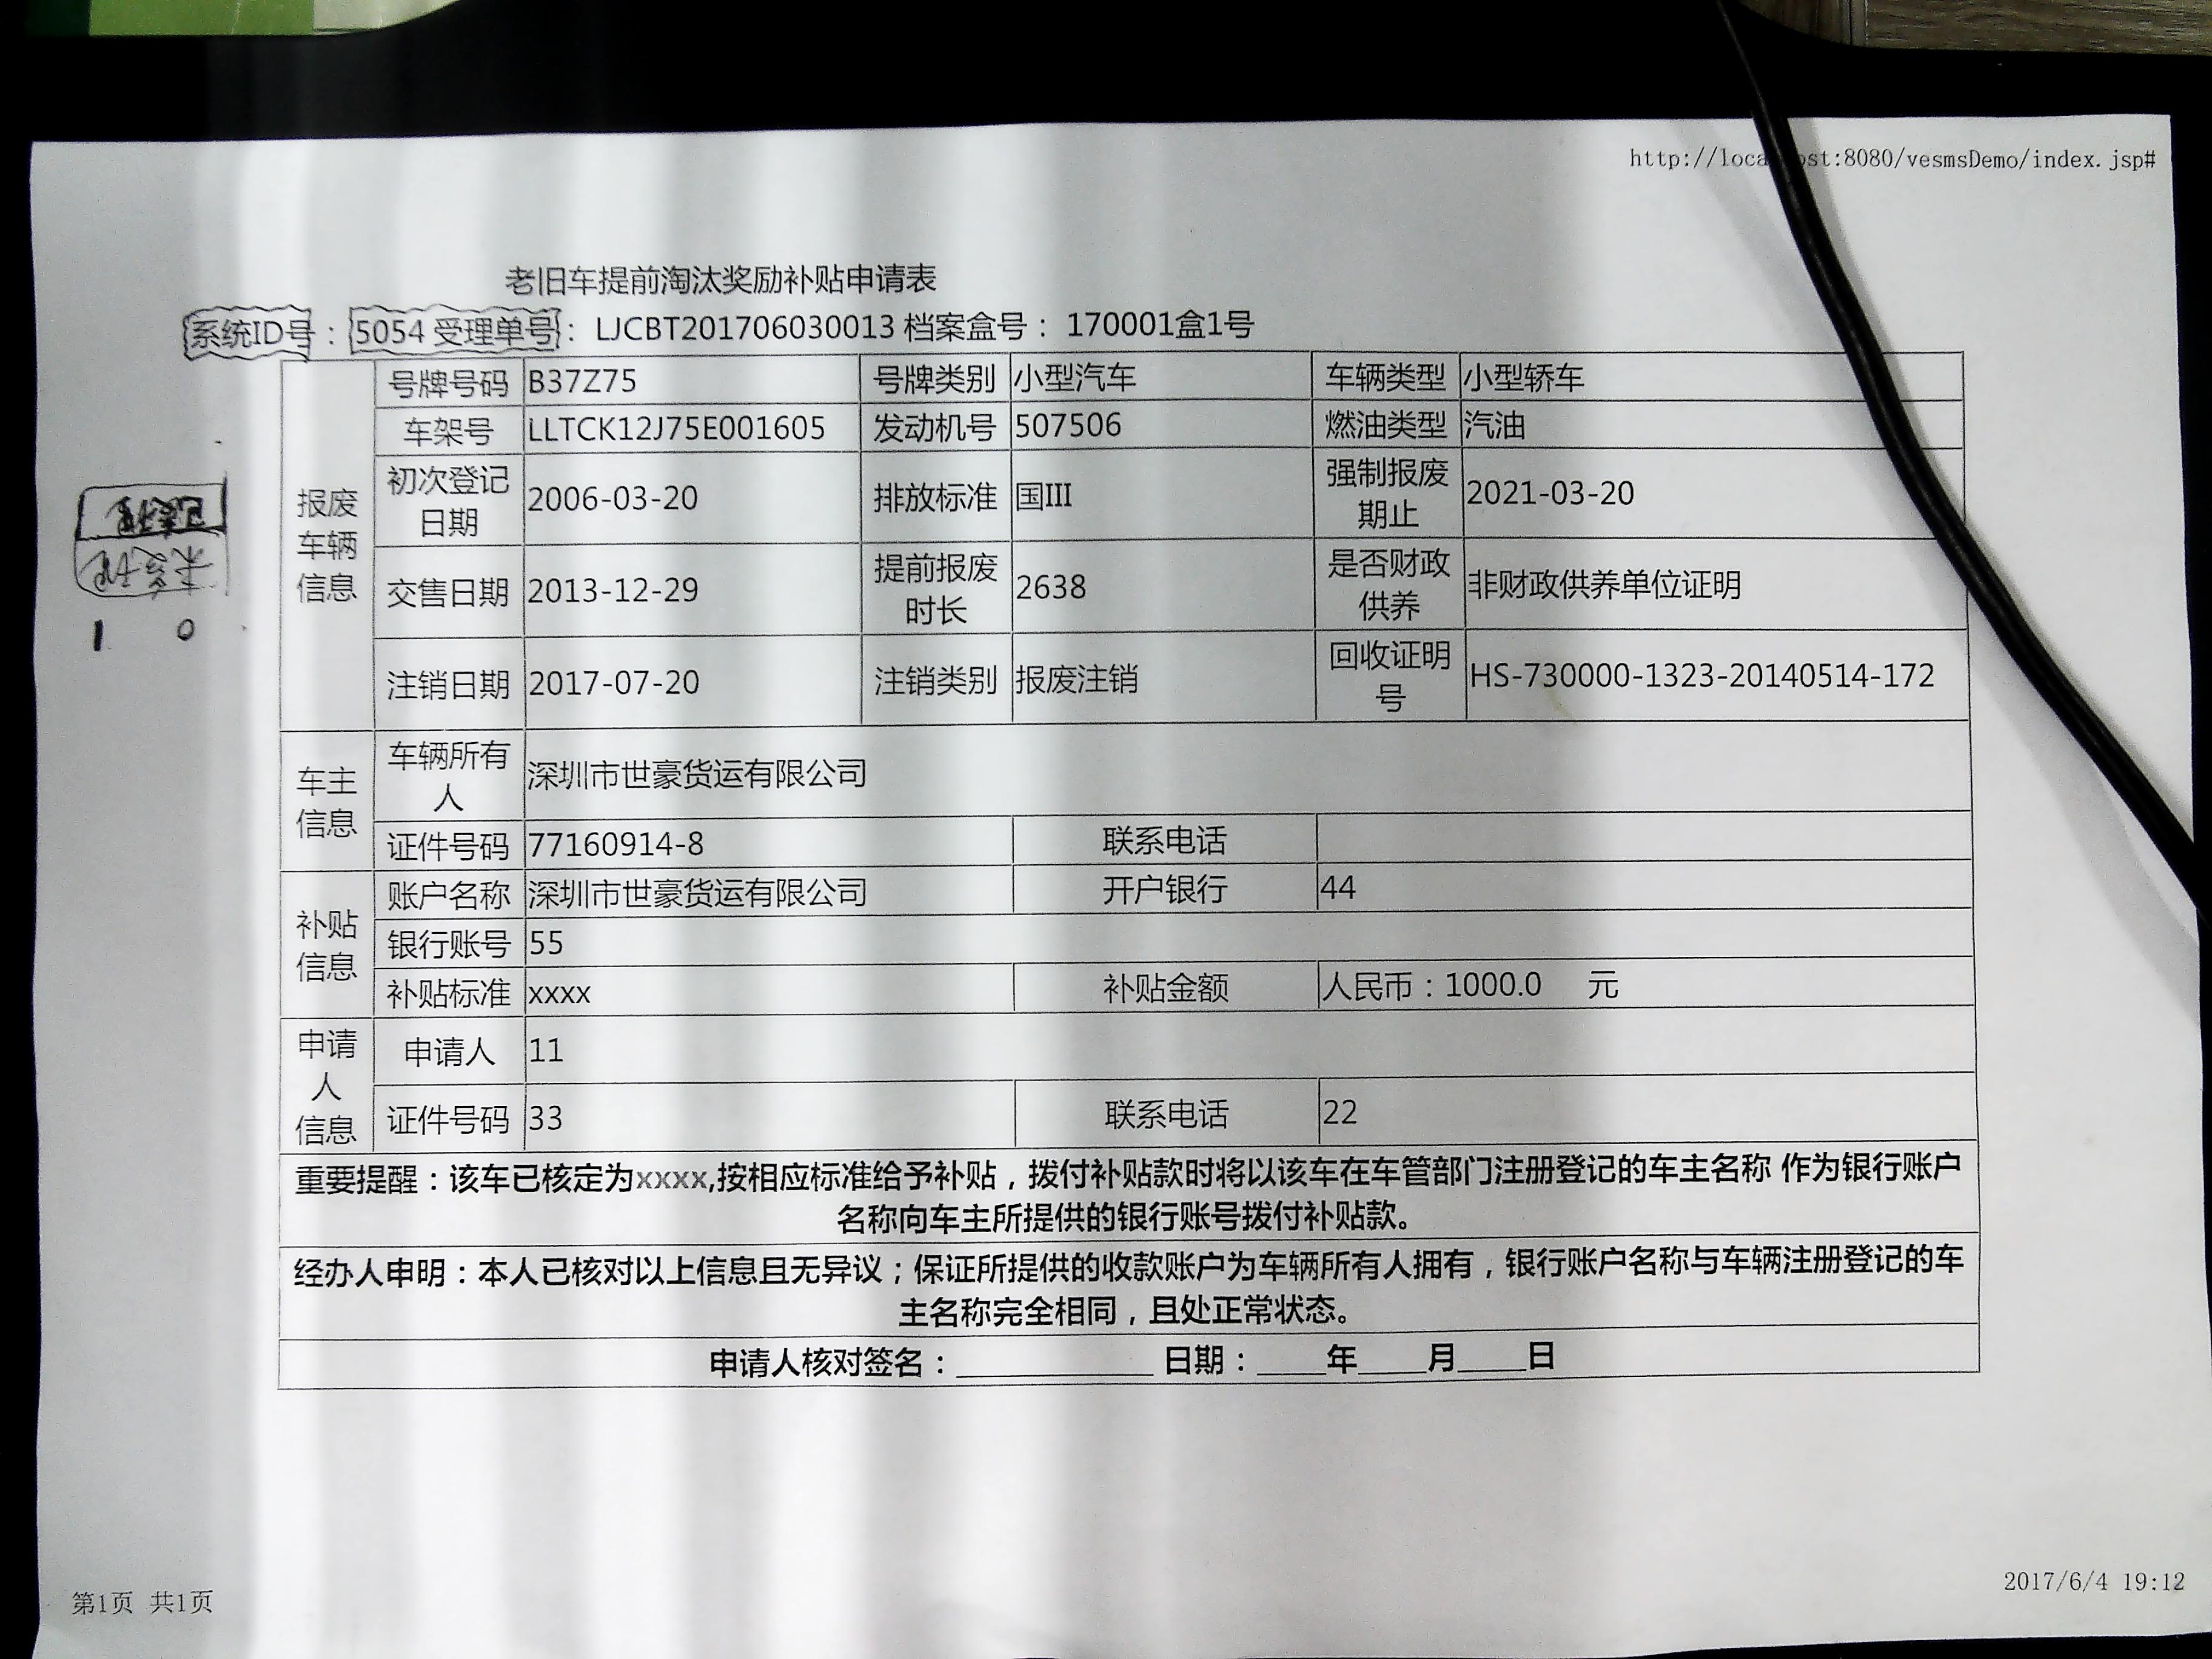 http://loca ost:8080/vesmsDemo/index.jsp#
老旧车提前淘汰奖励补贴申请表
系统ID号：5054 受理单号：LJCBT201706030013 档案盒号：170001盒1号
报废车辆信息
号牌号码 B37Z75 号牌类别 小型汽车 车辆类型 小型轿车
车架号 LLTCK12J75E001605 发动机号 507506 燃油类型 汽油
初次登记日期 2006-03-20 排放标准 国III 强制报废期止 2021-03-20
交售日期 2013-12-29 提前报废时长 2638 是否财政供养 非财政供养单位证明
注销日期 2017-07-20 注销类别 报废注销 回收证明号 HS-730000-1323-20140514-172
车主信息
车辆所有人 深圳市世豪货运有限公司
证件号码 77160914-8 联系电话
补贴信息
账户名称 深圳市世豪货运有限公司 开户银行 44
银行账号 55
补贴标准 xxxx 补贴金额 人民币：1000.0 元
申请人信息
申请人 11
证件号码 33 联系电话 22
重要提醒：该车已核定为xxxx,按相应标准给予补贴，拨付补贴款时将以该车在车管部门注册登记的车主名称 作为银行账户
名称向车主所提供的银行账号拨付补贴款。
经办人申明：本人已核对以上信息且无异议；保证所提供的收款账户为车辆所有人拥有，银行账户名称与车辆注册登记的车
主名称完全相同，且处正常状态。
申请人核对签名：____________ 日期：____年____月____日
1 0
第1页 共1页
2017/6/4 19:12